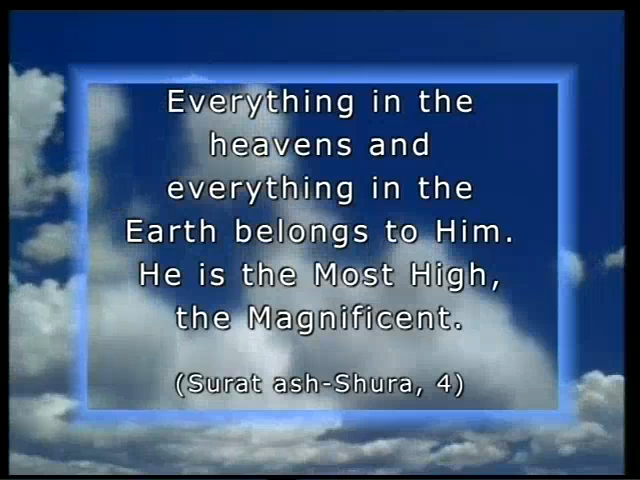 Everything in the
heavens and
everything in the
Earth belongs to Him.
He is the Most High,
the Magnificent.
(Surat ash-Shura, 4)